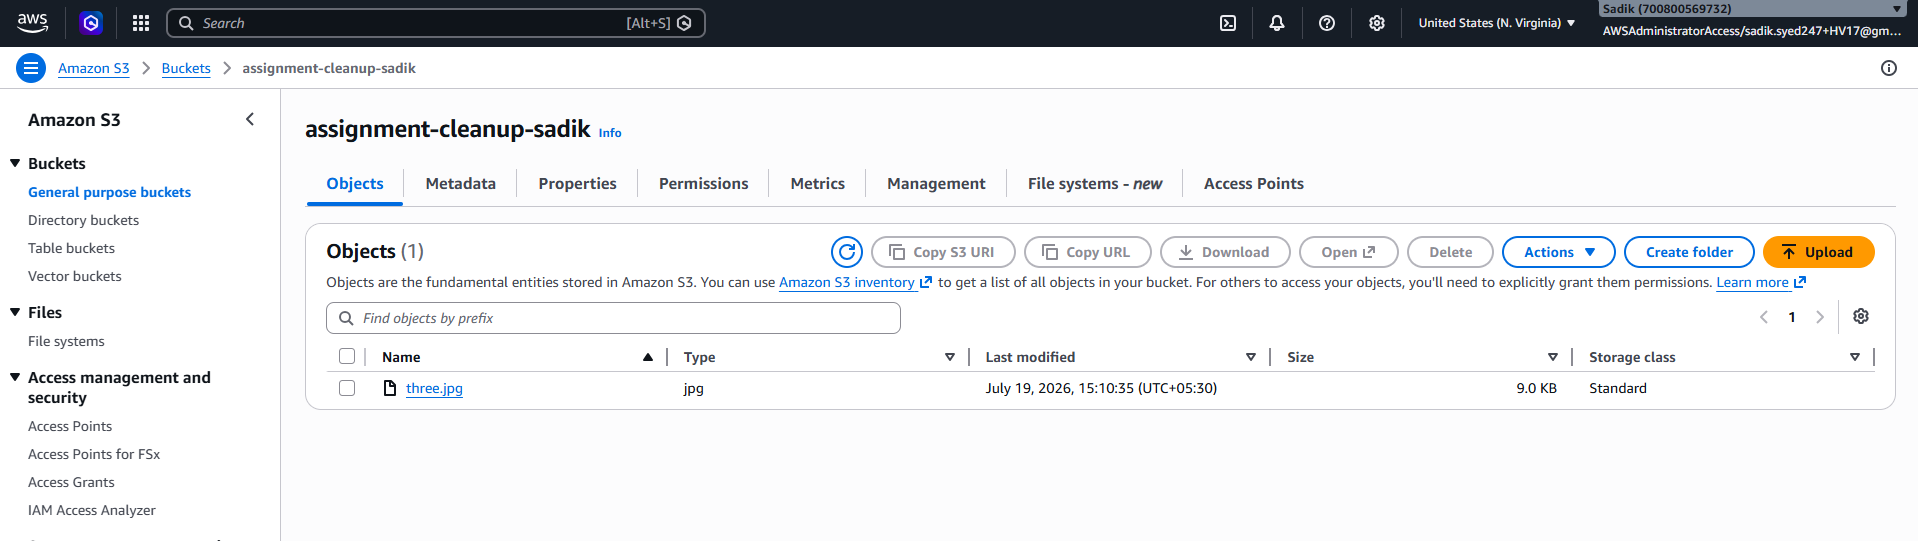 aws
Search [Alt+S]
United States (N. Virginia)
Sadik (700800569732)
AWSAdministratorAccess/sadik.syed247+HV17@gm...
Amazon S3 Buckets assignment-cleanup-sadik
Amazon S3
Buckets
General purpose buckets
Directory buckets
Table buckets
Vector buckets
Files
File systems
Access management and
security
Access Points
Access Points for FSx
Access Grants
IAM Access Analyzer
assignment-cleanup-sadik Info
Objects Metadata Properties Permissions Metrics Management File systems - new Access Points
Objects (1)
Copy S3 URI Copy URL Download Open Delete Actions Create folder Upload
Objects are the fundamental entities stored in Amazon S3. You can use Amazon S3 inventory to get a list of all objects in your bucket. For others to access your objects, you'll need to explicitly grant them permissions. Learn more
Find objects by prefix
1
Name Type Last modified Size Storage class
three.jpg jpg July 19, 2026, 15:10:35 (UTC+05:30) 9.0 KB Standard